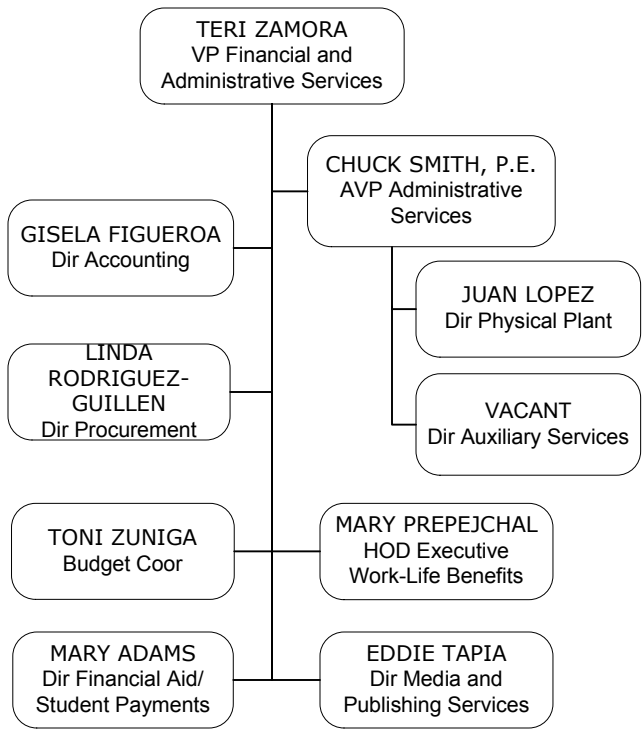 TERI ZAMORA
VP Financial and
Administrative Services
CHUCK SMITH, P.E.
AVP Administrative
Services
GISELA FIGUEROA
Dir Accounting
JUAN LOPEZ
Dir Physical Plant
LINDA
RODRIGUEZ-
GUILLEN
Dir Procurement
VACANT
Dir Auxiliary Services
TONI ZUNIGA
Budget Coor
MARY PREPEJCHAL
HOD Executive
Work-Life Benefits
MARY ADAMS
Dir Financial Aid/
Student Payments
EDDIE TAPIA
Dir Media and
Publishing Services